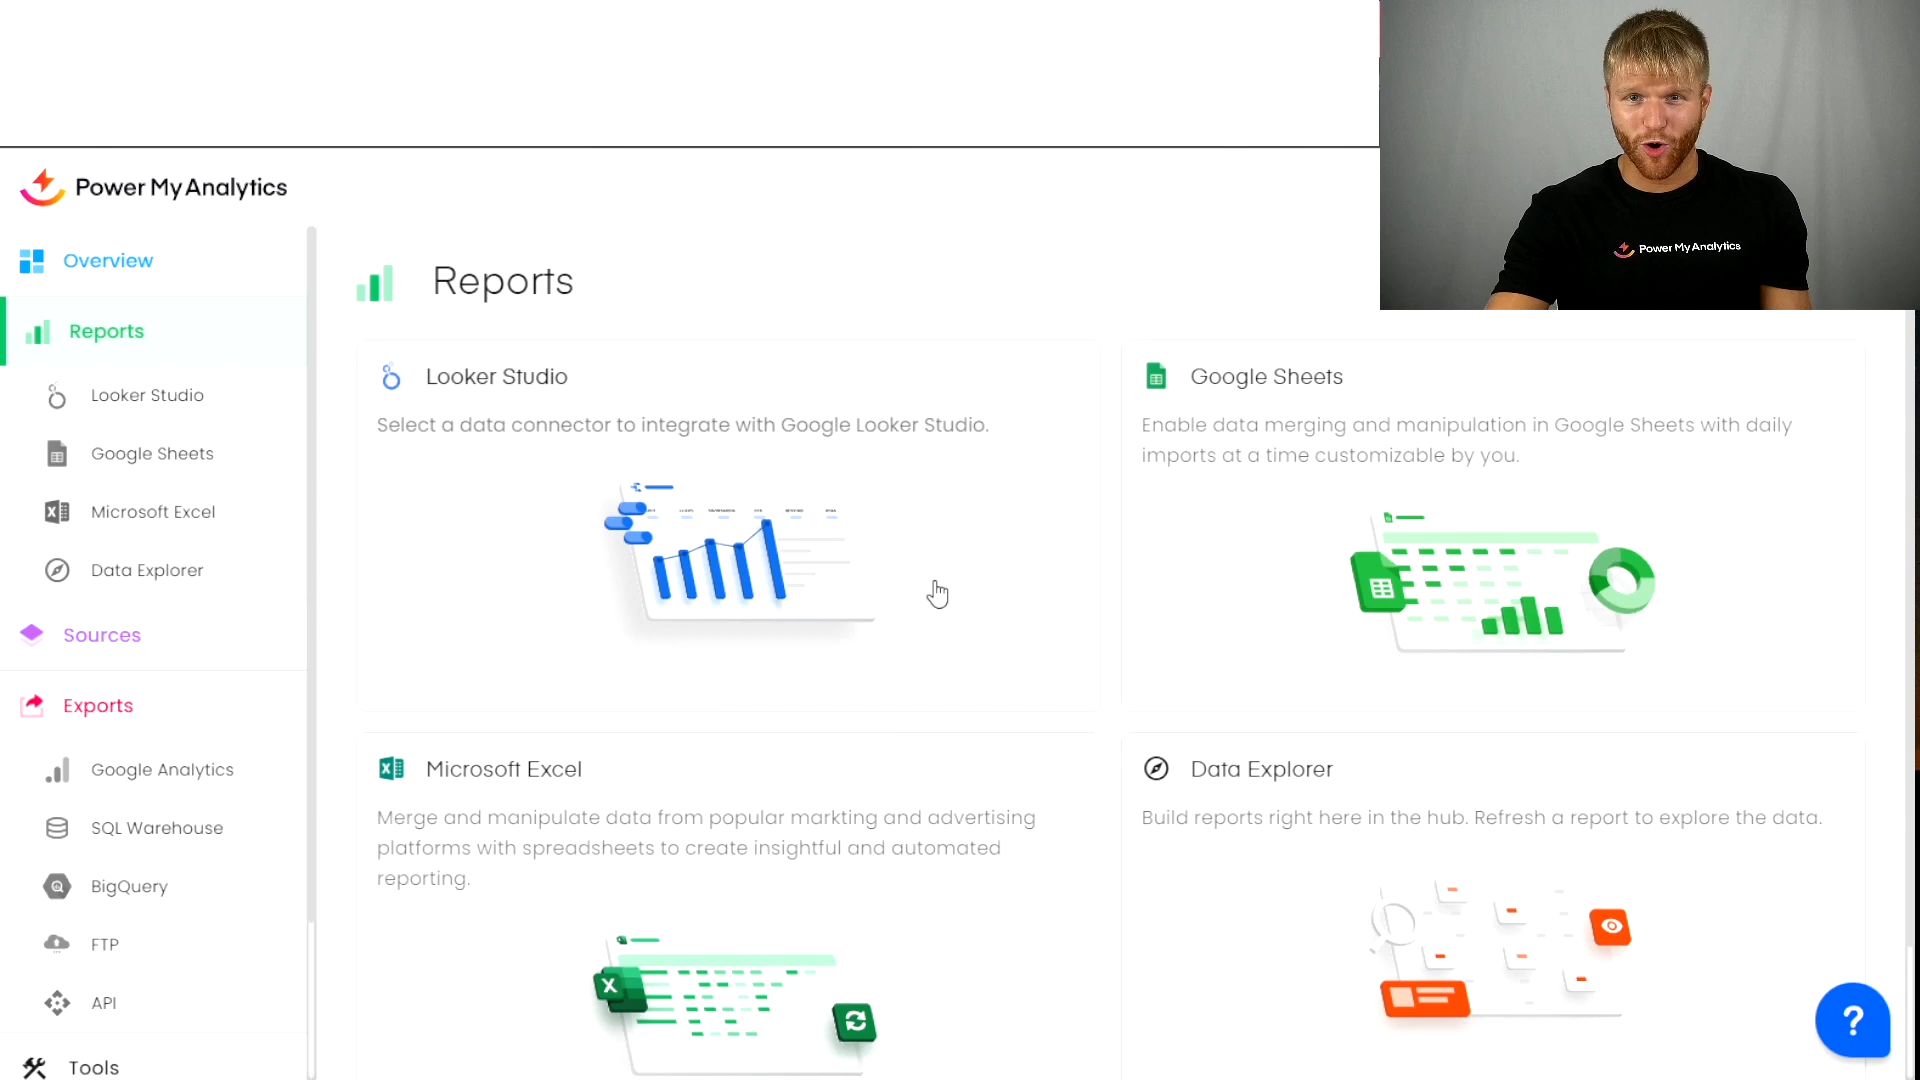 Power My Analytics
Overview
Reports
Looker Studio
Google Sheets
Microsoft Excel
Data Explorer
Sources
Exports
Google Analytics
SQL Warehouse
BigQuery
FTP
API
Tools
Reports
Looker Studio
Select a data connector to integrate with Google Looker Studio.
Google Sheets
Enable data merging and manipulation in Google Sheets with daily
imports at a time customizable by you.
Microsoft Excel
Merge and manipulate data from popular markting and advertising
platforms with spreadsheets to create insightful and automated
reporting.
X
Data Explorer
Build reports right here in the hub. Refresh a report to explore the data.
?
Power My Analytics